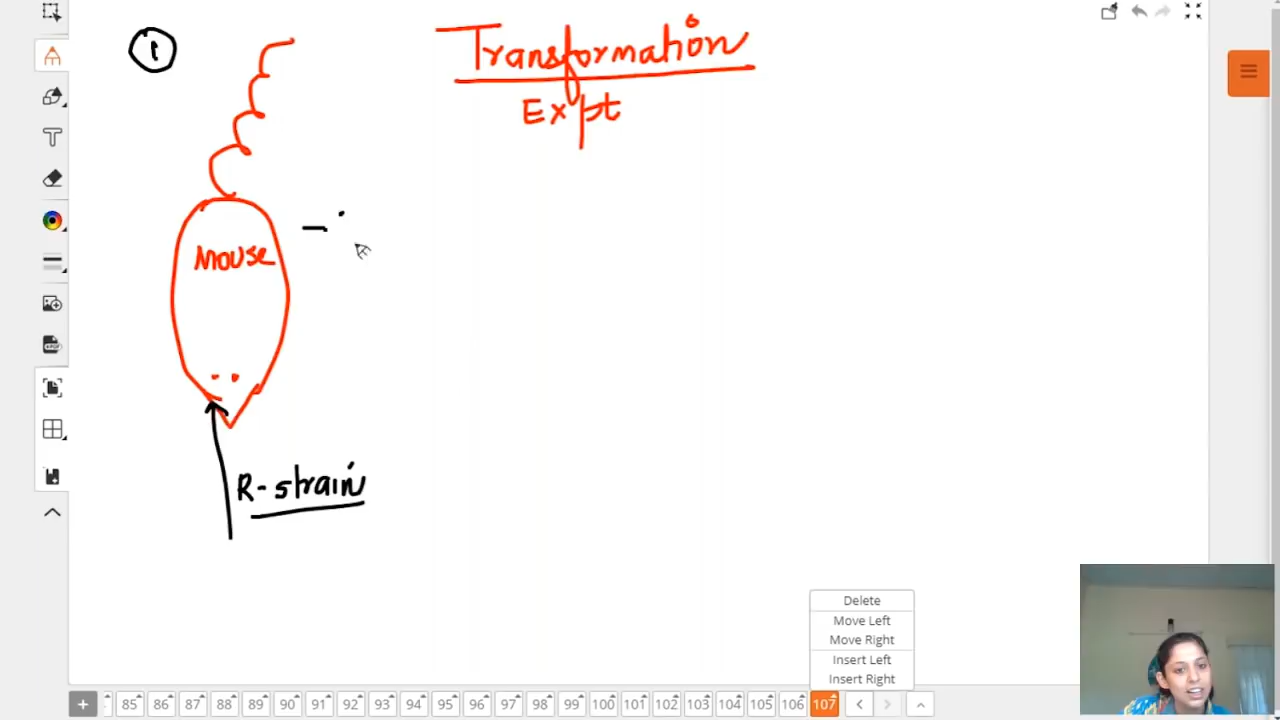 1
Transformation
Expt
Mouse
R-strain
Delete
Move Left
Move Right
Insert Left
Insert Right
85 86 87 88 89 90 91 92 93 94 95 96 97 98 99 100 101 102 103 104 105 106 107